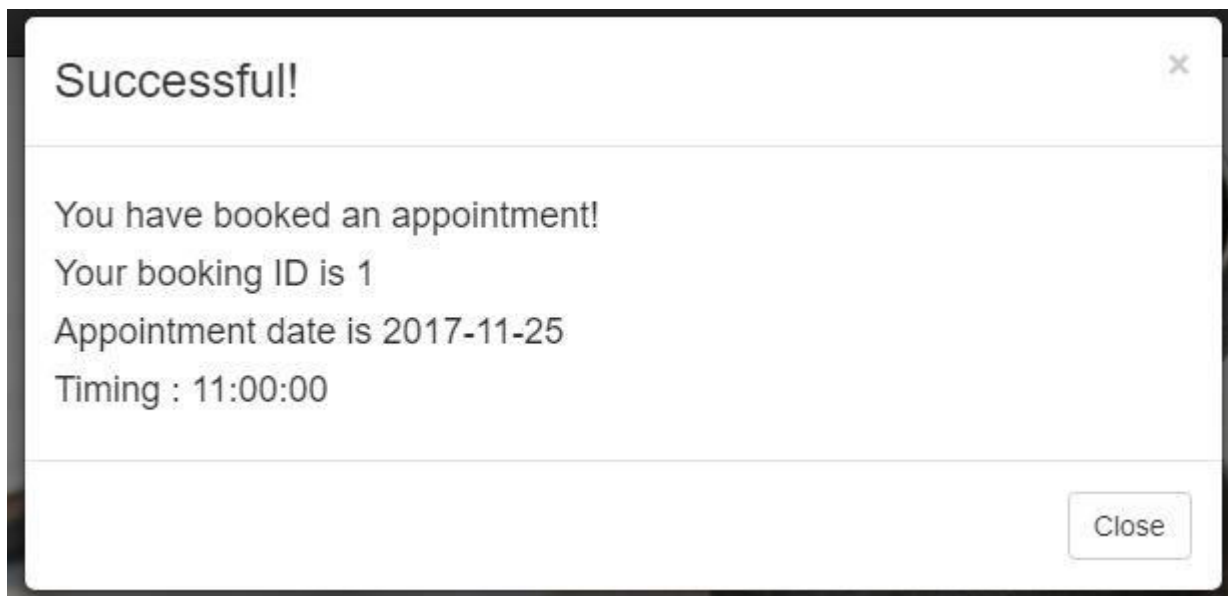 Successful!
×
You have booked an appointment!
Your booking ID is 1
Appointment date is 2017-11-25
Timing : 11:00:00
Close